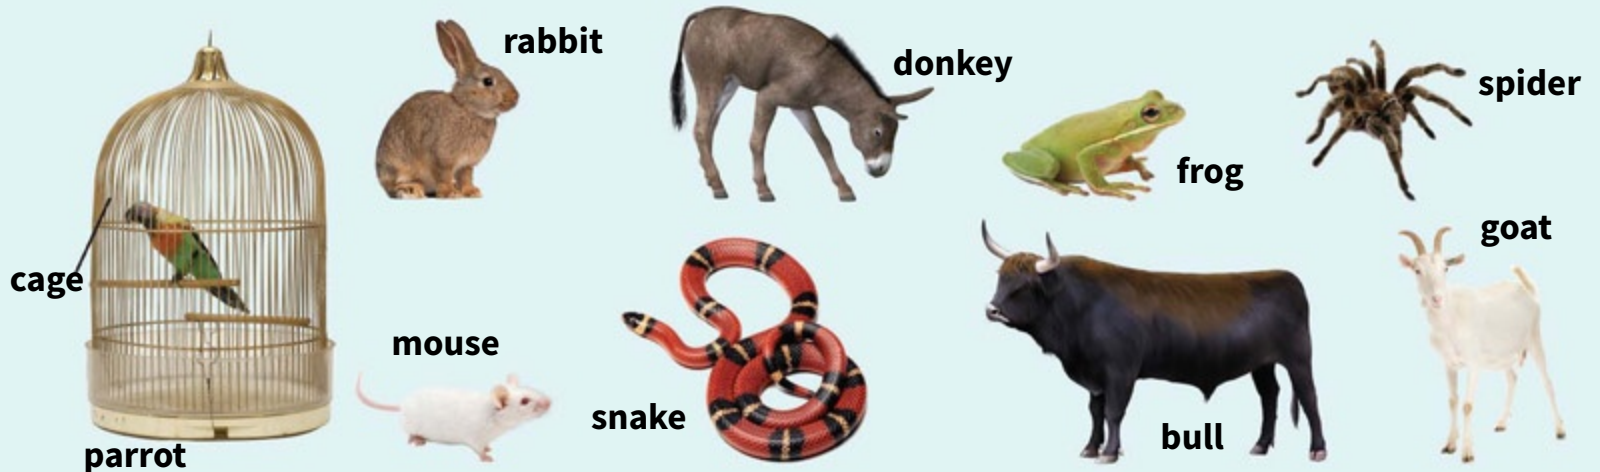 rabbit
donkey
spider
frog
goat
cage
mouse
snake
bull
parrot